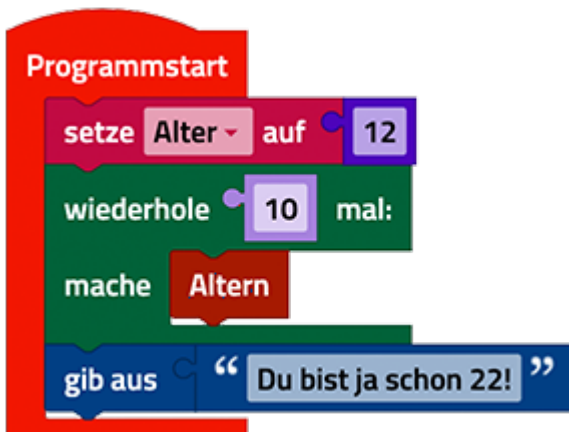 Programmstart
setze Alter auf 12
wiederhole 10 mal:
mache Altern
gib aus “ Du bist ja schon 22! ”